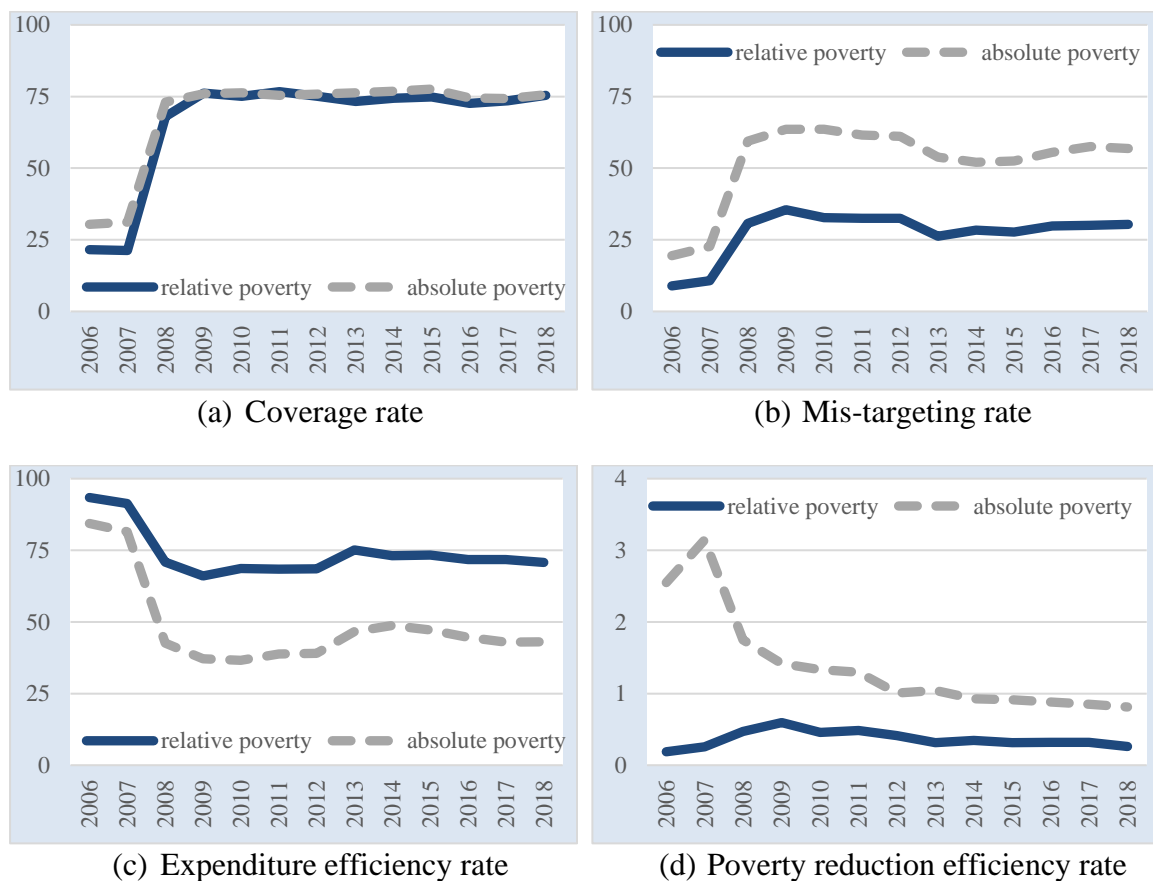 100
75
50
25
0
relative poverty absolute poverty
2006 2007 2008 2009 2010 2011 2012 2013 2014 2015 2016 2017 2018
(a) Coverage rate
100
75
50
25
0
relative poverty absolute poverty
2006 2007 2008 2009 2010 2011 2012 2013 2014 2015 2016 2017 2018
(b) Mis-targeting rate
100
75
50
25
0
relative poverty absolute poverty
2006 2007 2008 2009 2010 2011 2012 2013 2014 2015 2016 2017 2018
(c) Expenditure efficiency rate
4
3
2
1
0
relative poverty absolute poverty
2006 2007 2008 2009 2010 2011 2012 2013 2014 2015 2016 2017 2018
(d) Poverty reduction efficiency rate